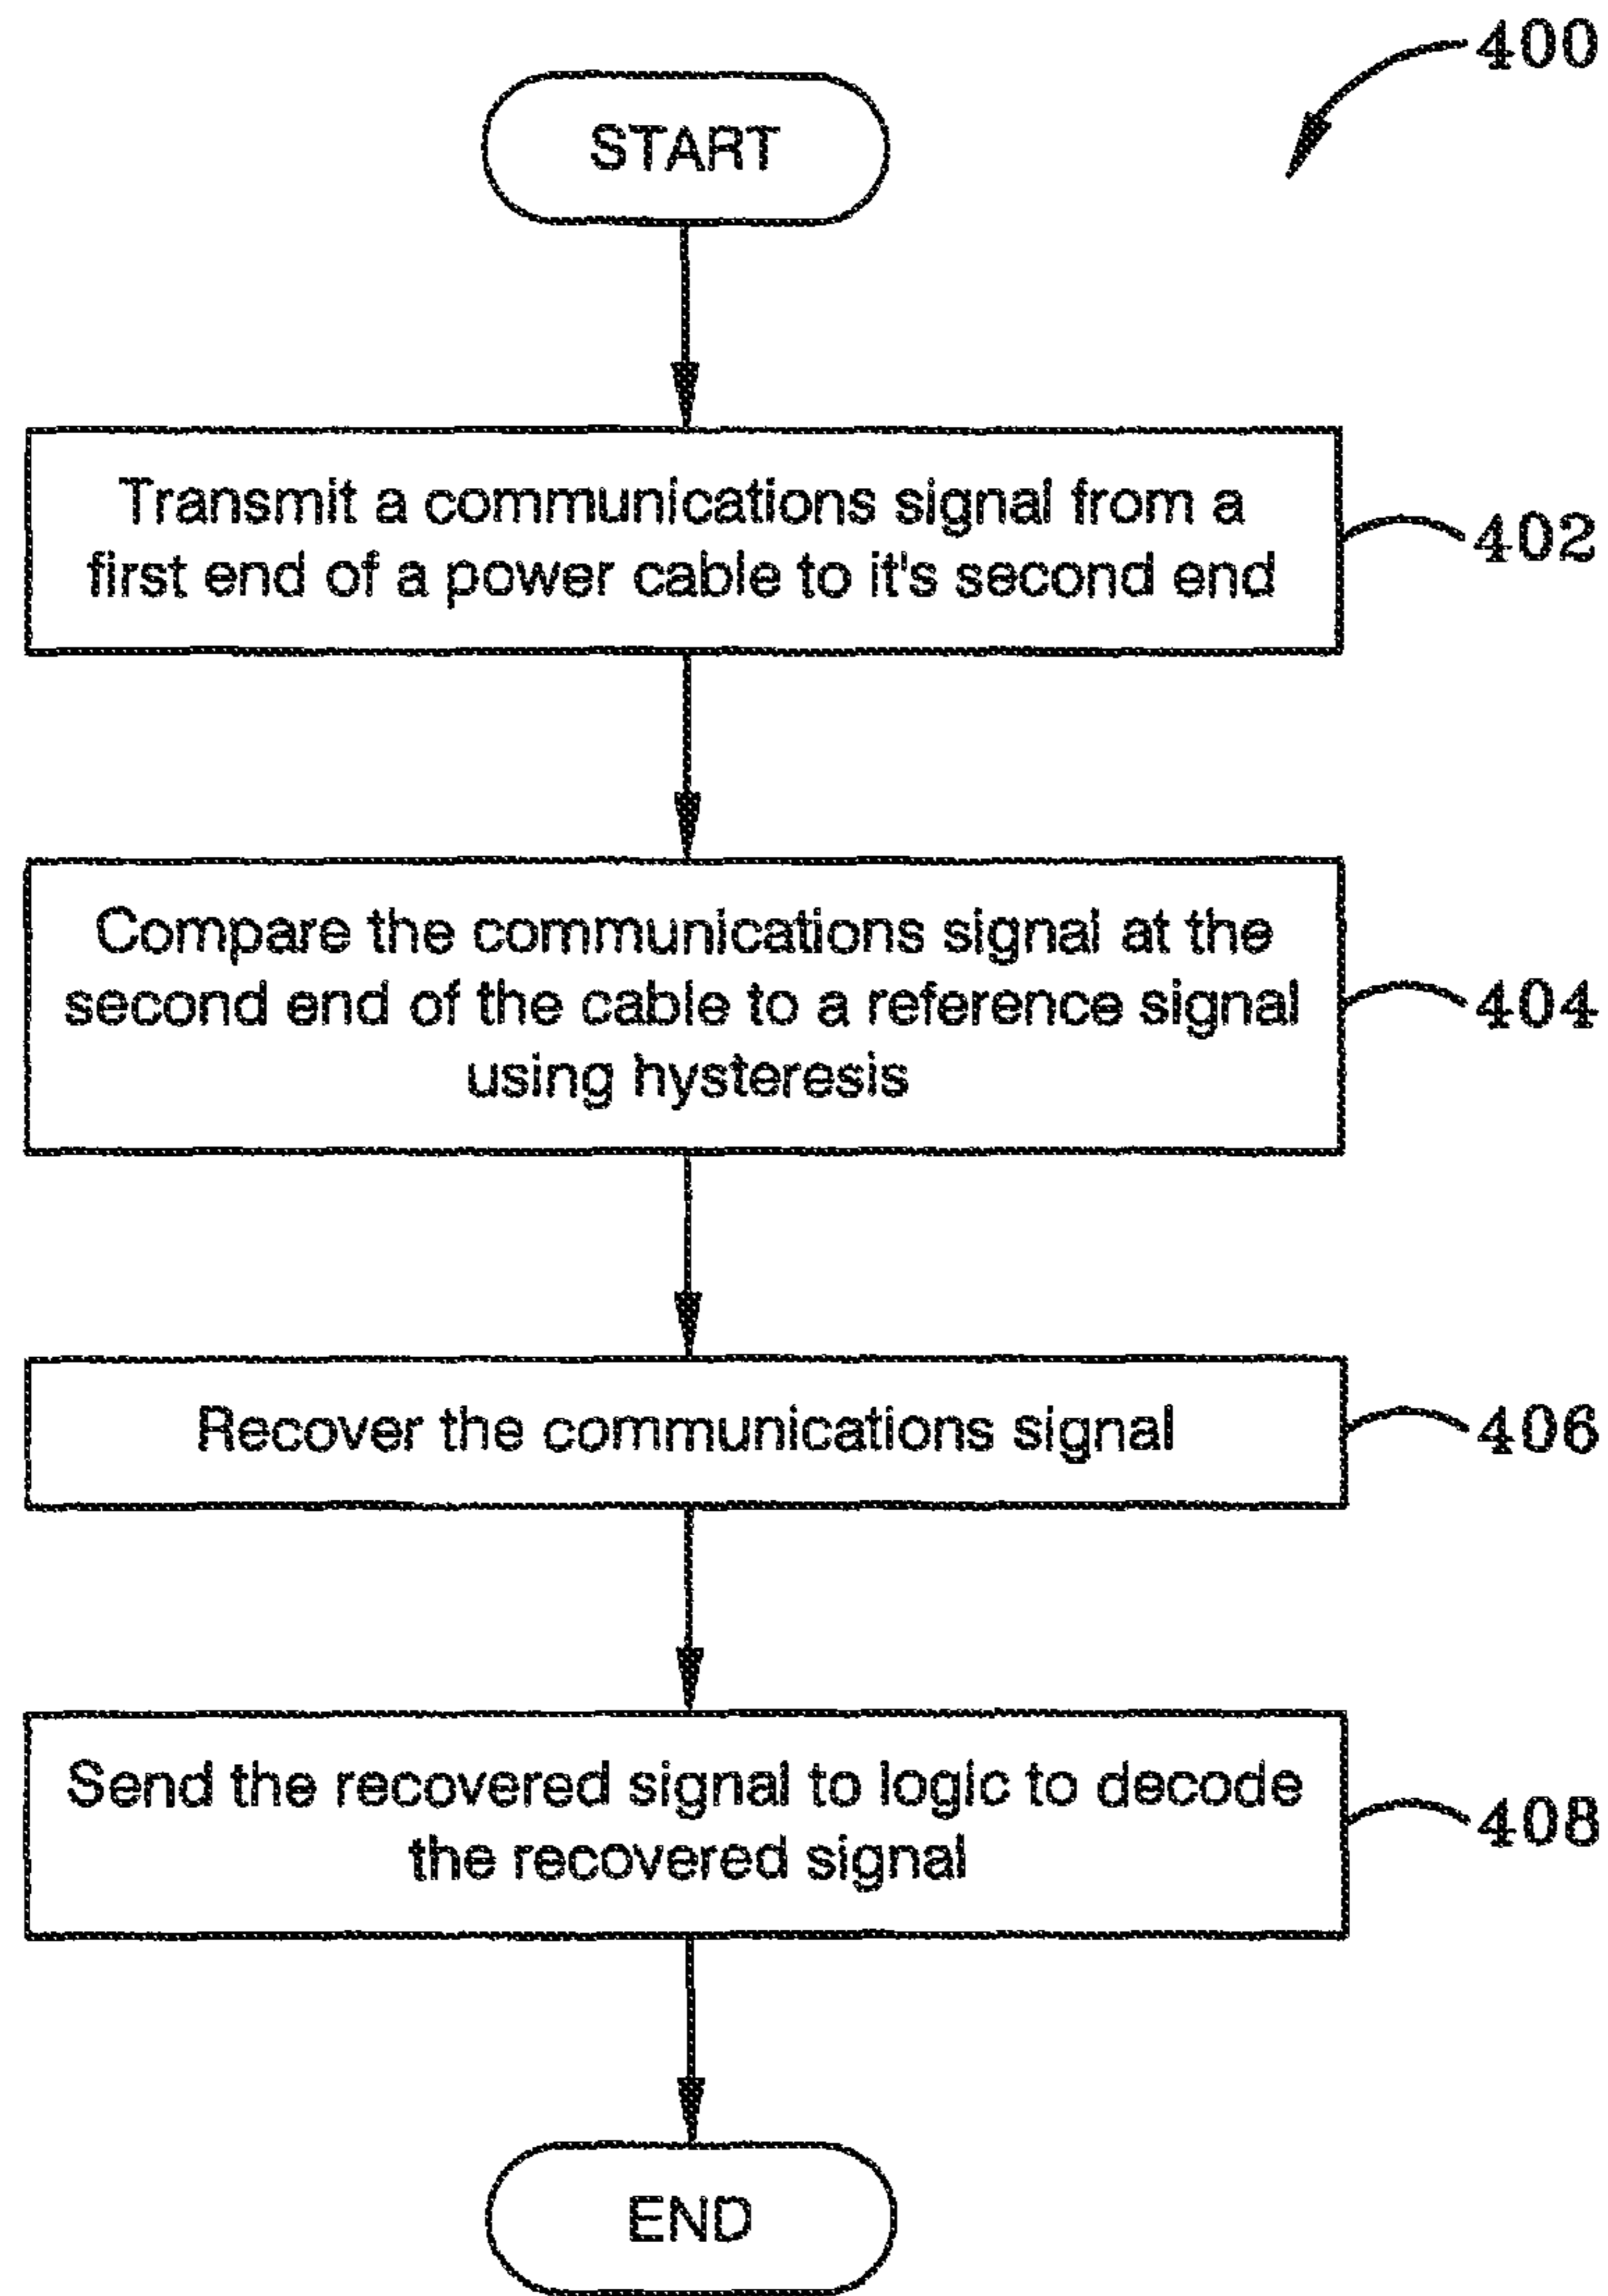 400
START
Transmit a communications signal from a
first end of a power cable to it's second end
402
Compare the communications signal at the
second end of the cable to a reference signal
using hysteresis
404
Recover the communications signal
406
Send the recovered signal to logic to decode
the recovered signal
408
END